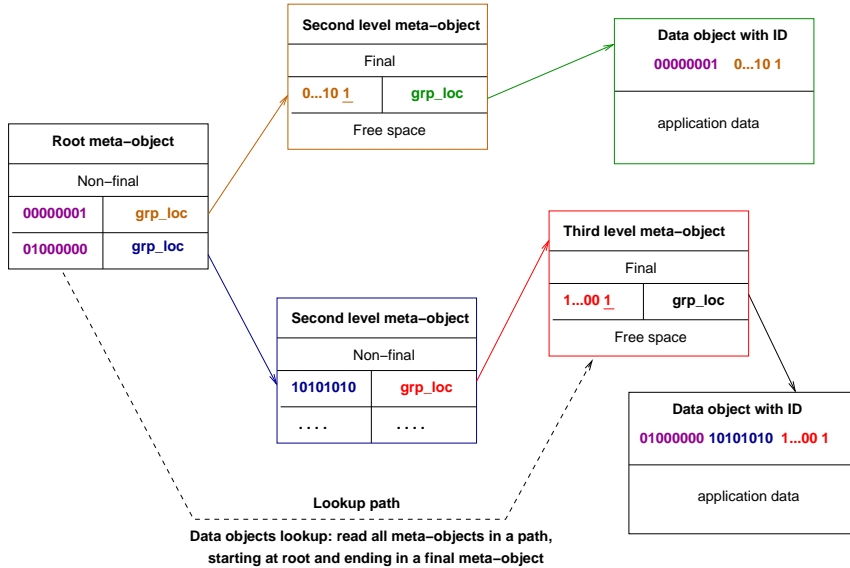 Root meta-object
Non-final
00000001 grp_loc
01000000 grp_loc
Second level meta-object
Final
0...10 1 grp_loc
Free space
Data object with ID
00000001 0...10 1
application data
Second level meta-object
Non-final
10101010 grp_loc
.... ....
Third level meta-object
Final
1...00 1 grp_loc
Free space
Data object with ID
01000000 10101010 1...00 1
application data
Lookup path
Data objects lookup: read all meta-objects in a path,
starting at root and ending in a final meta-object